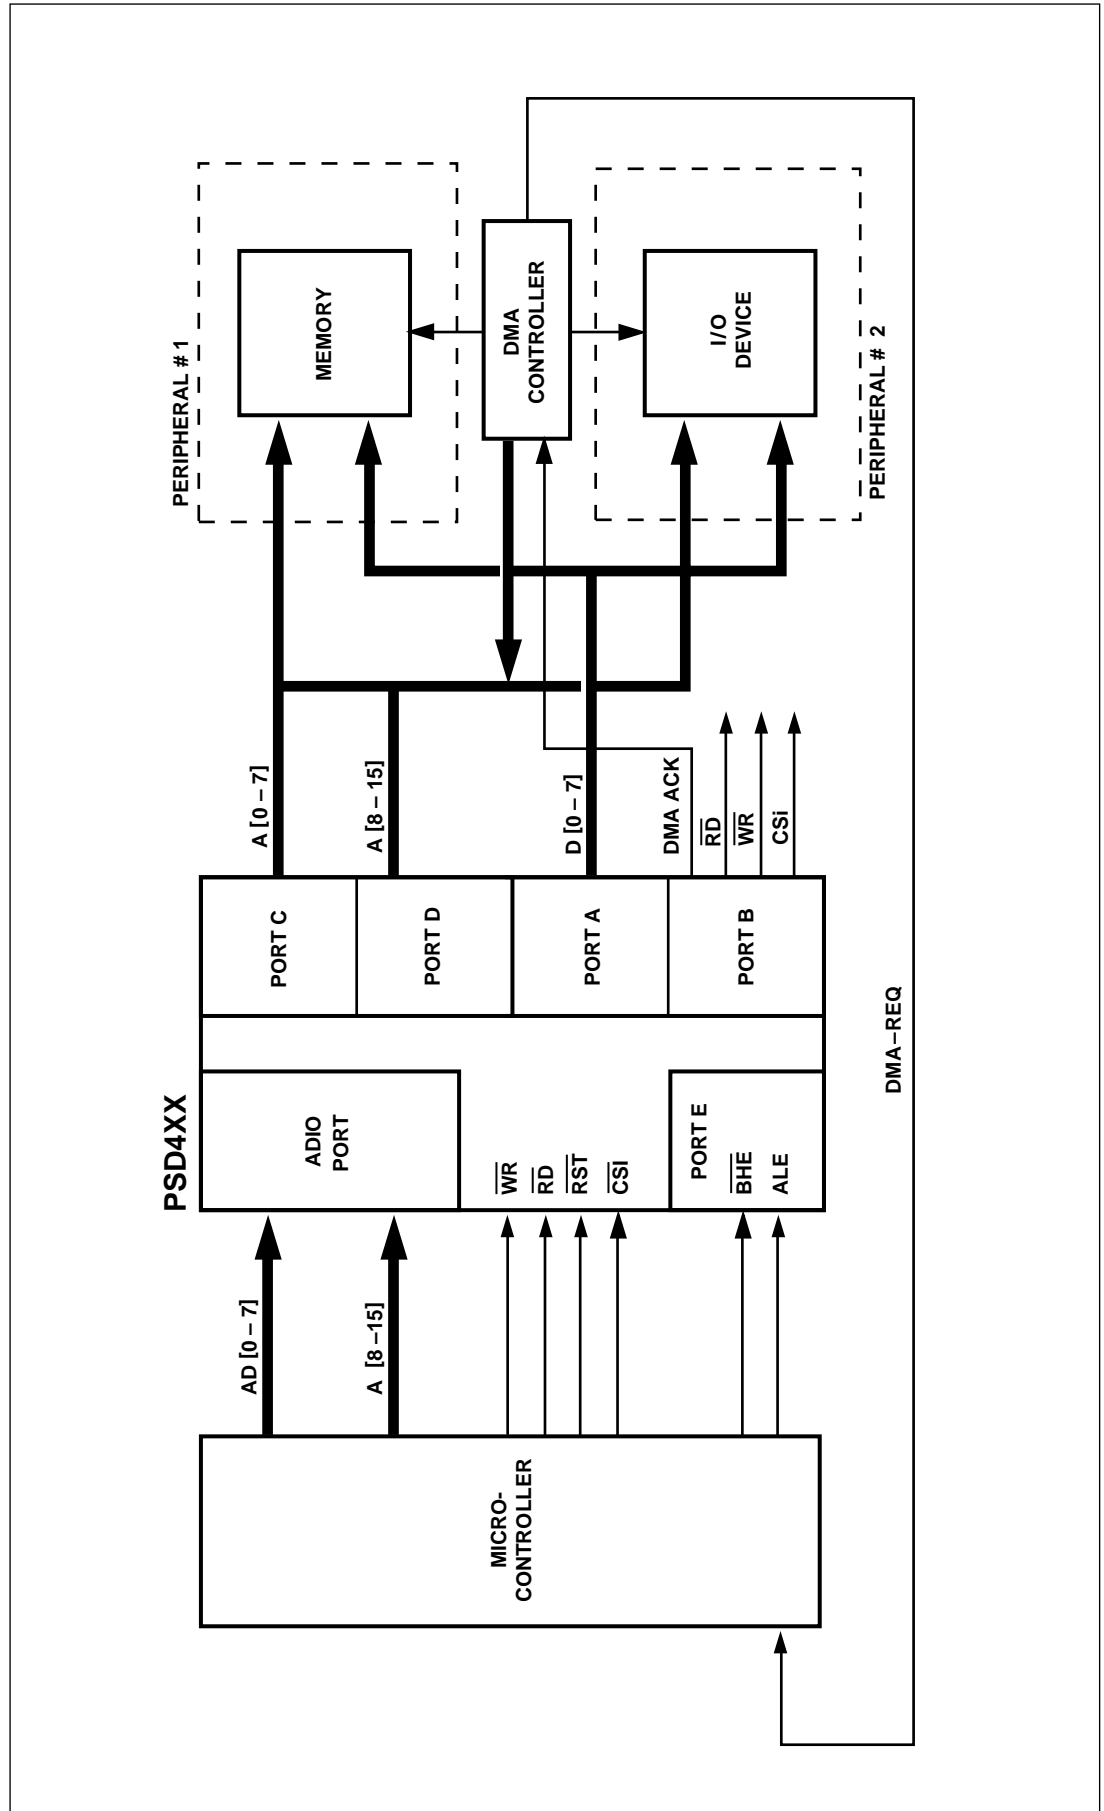 PSD4XX
MICRO-
CONTROLLER
AD [0 – 7]
A [8 –15]
ADIO
PORT
WR
RD
RST
CSI
PORT E
BHE
ALE
PORT C
PORT D
PORT A
PORT B
A [0 – 7]
A [8 – 15]
D [0 – 7]
DMA ACK
RD
WR
CSi
PERIPHERAL # 1
MEMORY
DMA
CONTROLLER
I/O
DEVICE
PERIPHERAL # 2
DMA–REQ